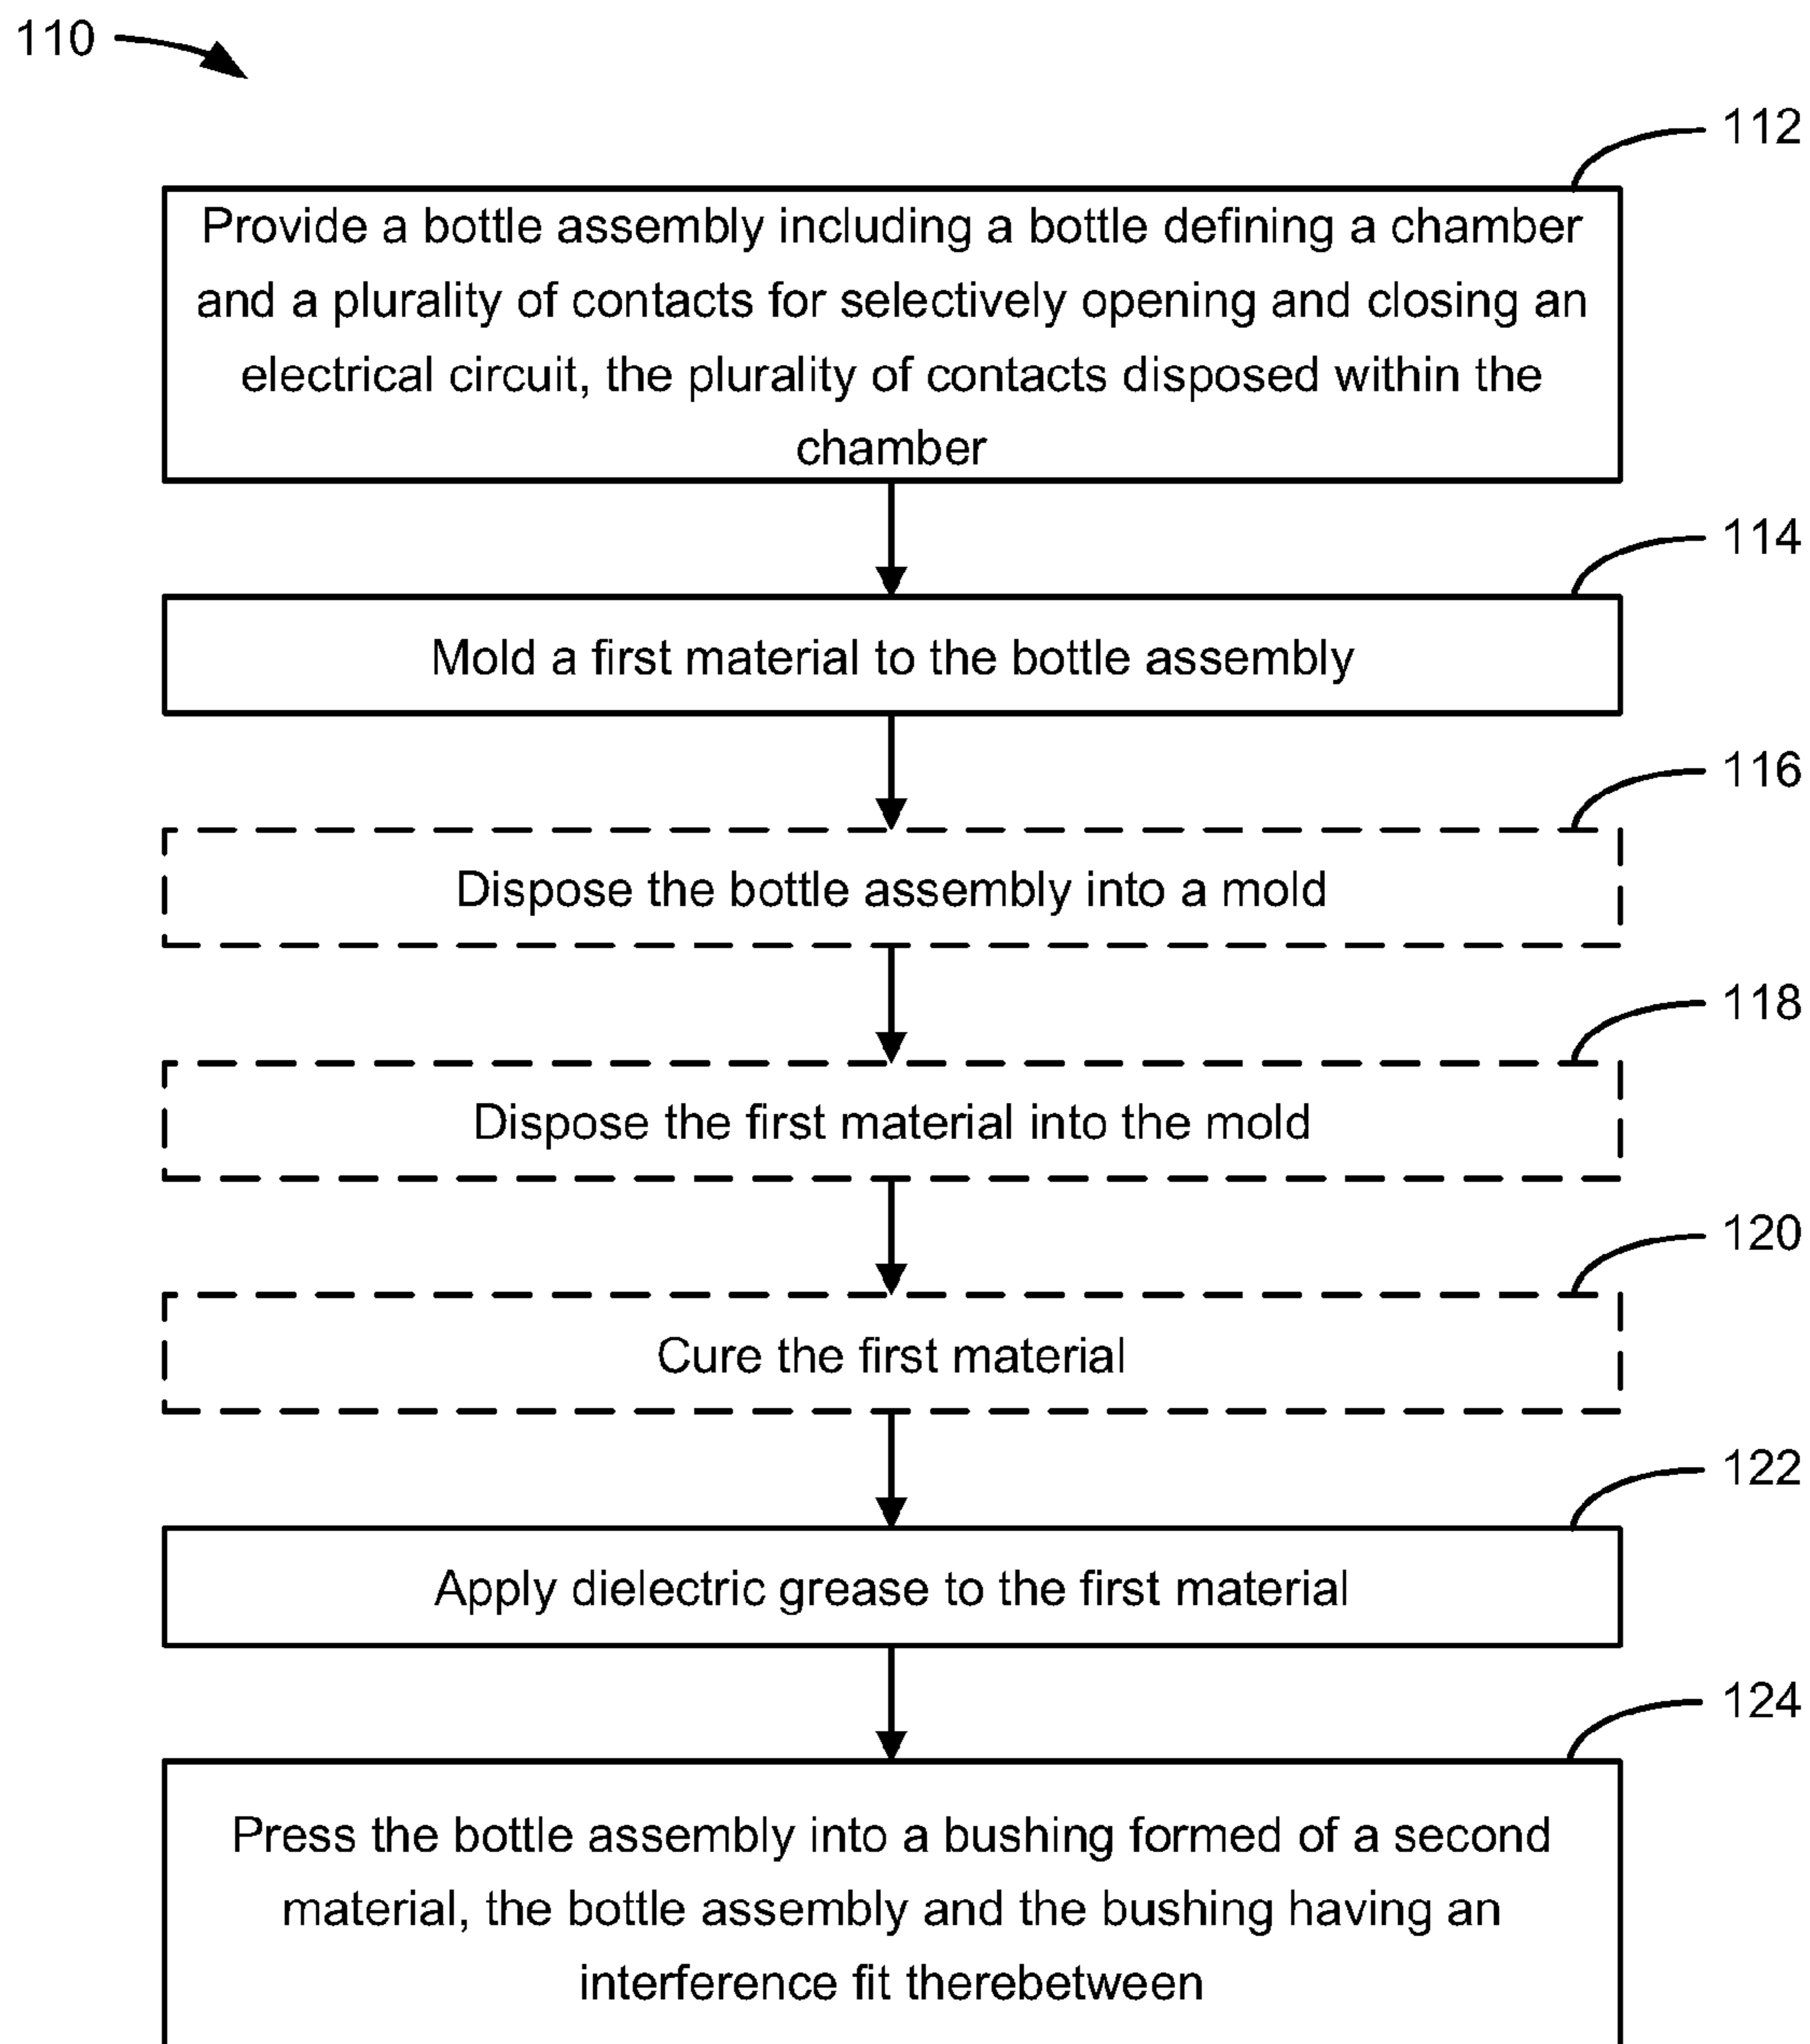 110
112
Provide a bottle assembly including a bottle defining a chamber
and a plurality of contacts for selectively opening and closing an
electrical circuit, the plurality of contacts disposed within the
chamber
114
Mold a first material to the bottle assembly
116
Dispose the bottle assembly into a mold
118
Dispose the first material into the mold
120
Cure the first material
122
Apply dielectric grease to the first material
124
Press the bottle assembly into a bushing formed of a second
material, the bottle assembly and the bushing having an
interference fit therebetween